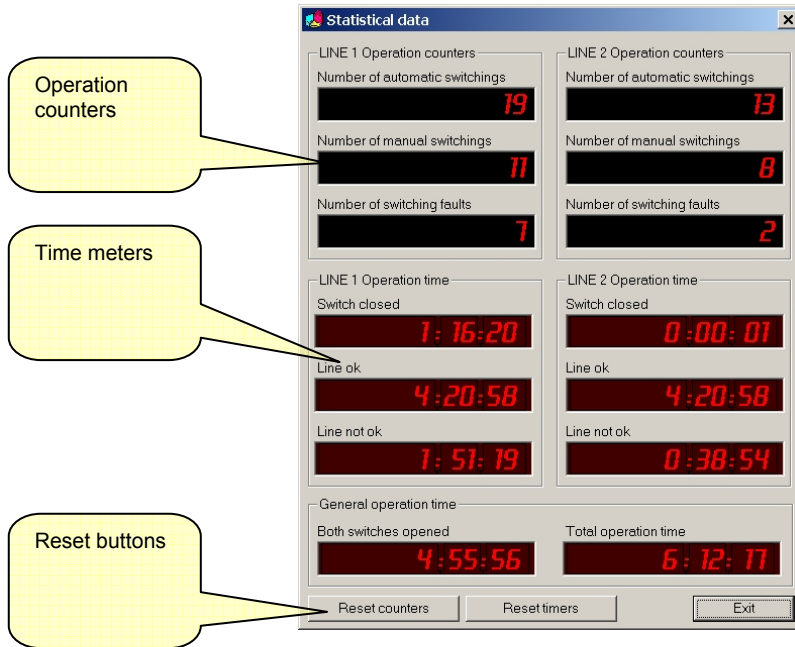 Statistical data
Operation
counters
LINE 1 Operation counters
Number of automatic switchings
19
Number of manual switchings
11
Number of switching faults
7
LINE 2 Operation counters
Number of automatic switchings
13
Number of manual switchings
8
Number of switching faults
2
Time meters
LINE 1 Operation time
Switch closed
1:16:20
Line ok
4:20:58
Line not ok
1:51:19
LINE 2 Operation time
Switch closed
0:00:01
Line ok
4:20:58
Line not ok
0:38:54
General operation time
Both switches opened
4:55:56
Total operation time
6:12:17
Reset buttons
Reset counters
Reset timers
Exit